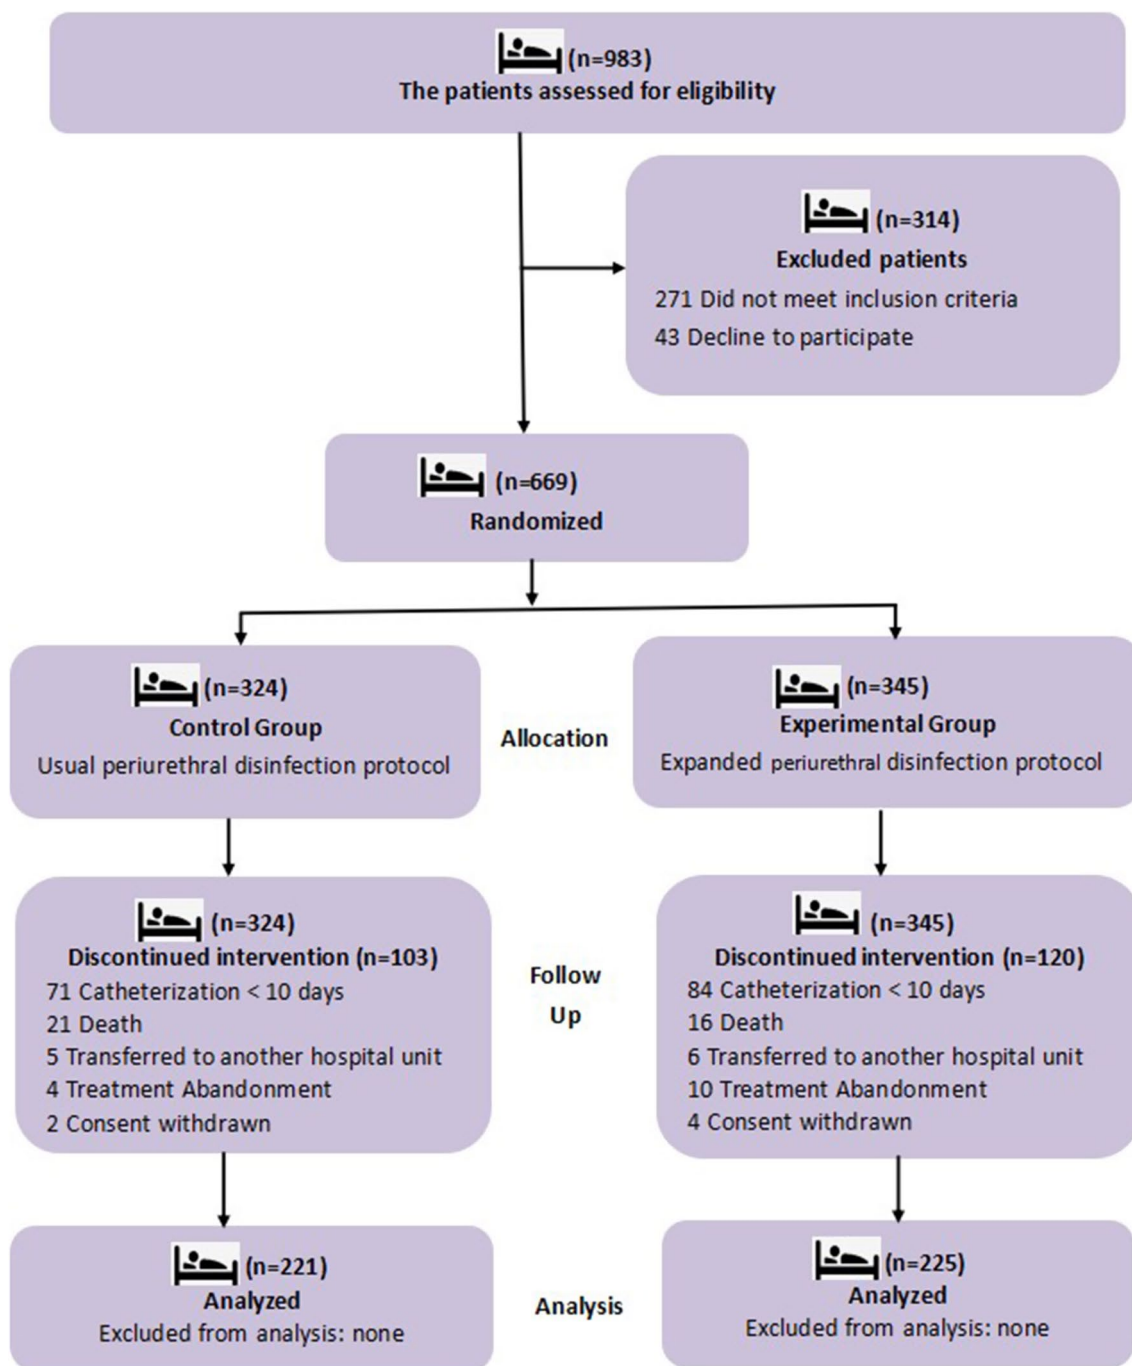 (n=983)
The patients assessed for eligibility
(n=314)
Excluded patients
271 Did not meet inclusion criteria
43 Decline to participate
(n=669)
Randomized
(n=324)
Control Group
Usual periurethral disinfection protocol
Allocation
(n=345)
Experimental Group
Expanded periurethral disinfection protocol
(n=324)
Discontinued intervention (n=103)
71 Catheterization < 10 days
21 Death
5 Transferred to another hospital unit
4 Treatment Abandonment
2 Consent withdrawn
Follow
Up
(n=345)
Discontinued intervention (n=120)
84 Catheterization < 10 days
16 Death
6 Transferred to another hospital unit
10 Treatment Abandonment
4 Consent withdrawn
(n=221)
Analyzed
Excluded from analysis: none
Analysis
(n=225)
Analyzed
Excluded from analysis: none